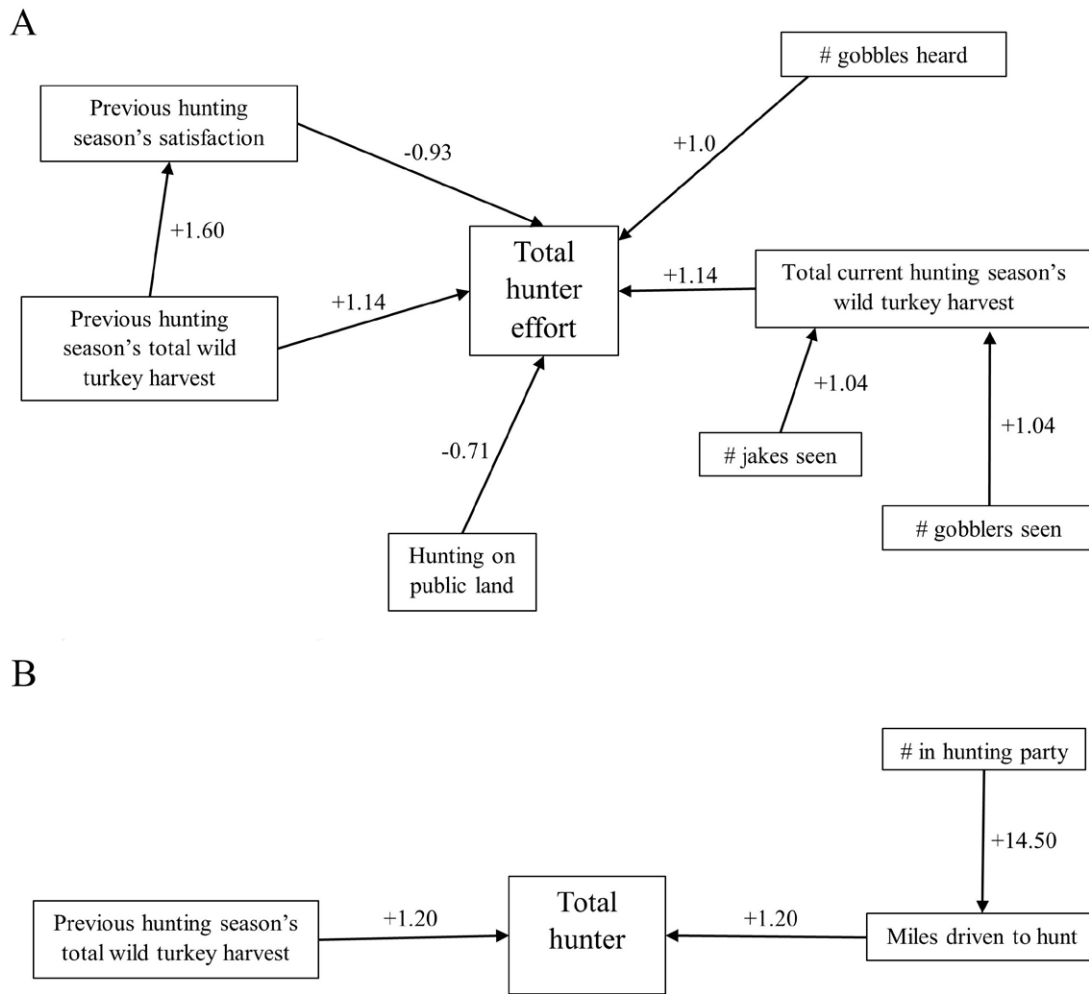 A
# gobbles heard
Previous hunting
season’s satisfaction
-0.93
+1.0
+1.60
Total
hunter
effort
Total current hunting season’s
wild turkey harvest
+1.14
Previous hunting
season’s total wild
turkey harvest
+1.14
+1.04
+1.04
# jakes seen
-0.71
# gobblers seen
Hunting on
public land
B
# in hunting party
+14.50
Previous hunting season’s
total wild turkey harvest
+1.20
Total
hunter
+1.20
Miles driven to hunt